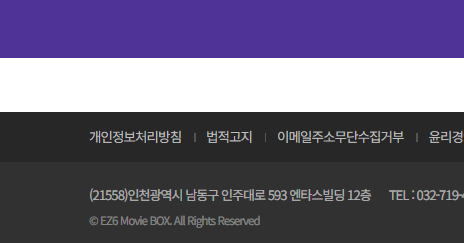 개인정보처리방침 | 법적고지 | 이메일주소무단수집거부 | 윤리경
(21558)인천광역시 남동구 인주대로 593 엔타스빌딩 12층 TEL : 032-719-4
© EZ6 Movie BOX. All Rights Reserved